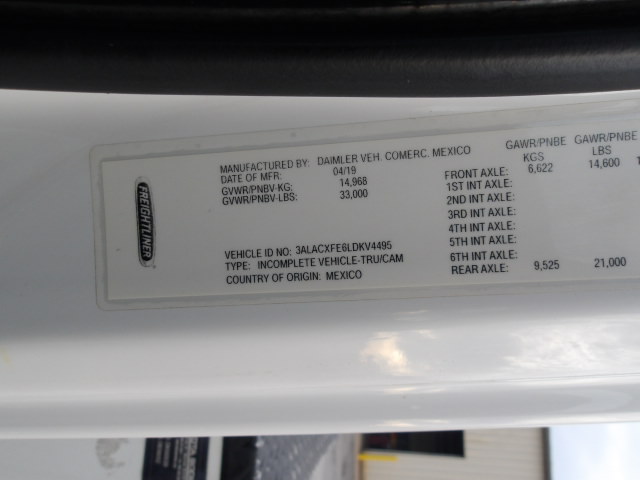 FREIGHTLINER
MANUFACTURED BY: DAIMLER VEH. COMERC. MEXICO
DATE OF MFR: 04/19
GVWR/PNBV-KG: 14,968
GVWR/PNBV-LBS: 33,000
VEHICLE ID NO: 3ALACXFE6LDKV4495
TYPE: INCOMPLETE VEHICLE-TRU/CAM
COUNTRY OF ORIGIN: MEXICO
GAWR/PNBE GAWR/PNBE
KGS LBS
FRONT AXLE: 6,622 14,600
1ST INT AXLE:
2ND INT AXLE:
3RD INT AXLE:
4TH INT AXLE:
5TH INT AXLE:
6TH INT AXLE:
REAR AXLE: 9,525 21,000